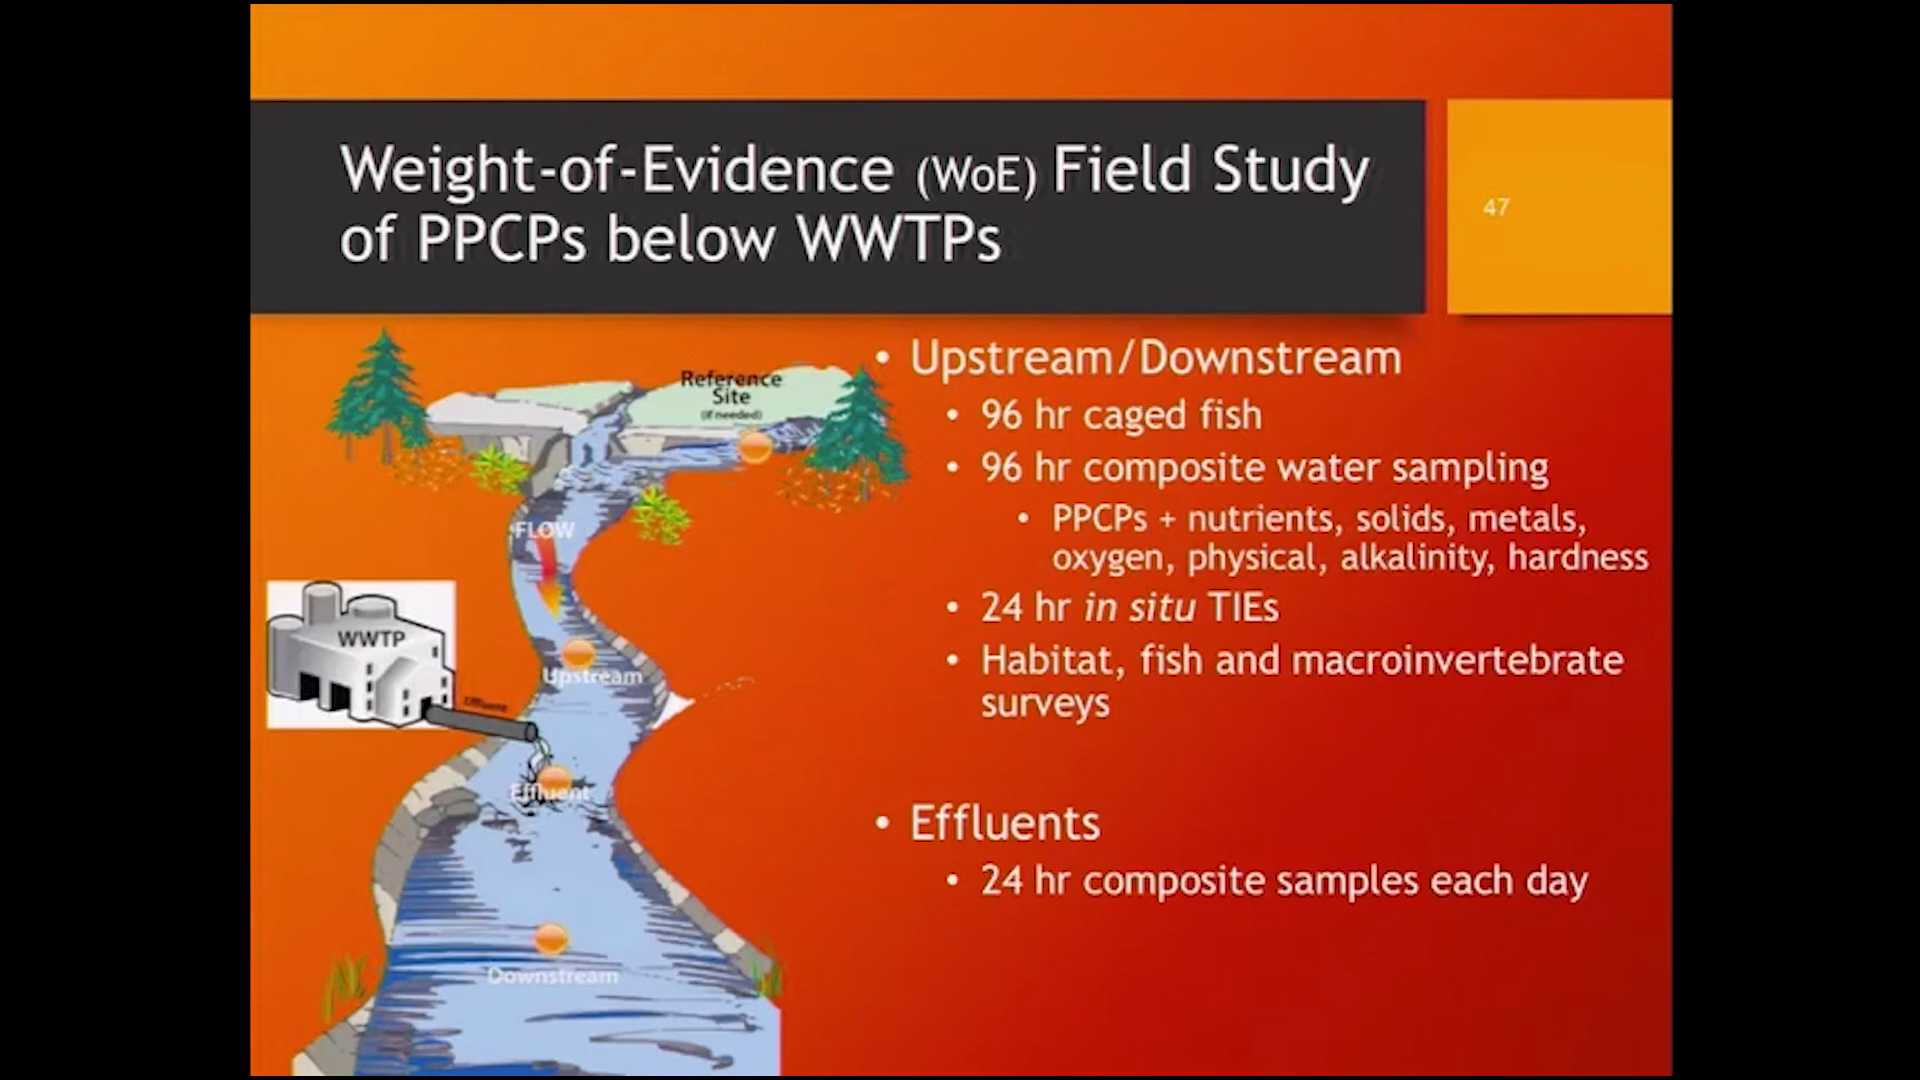 Weight-of-Evidence (WoE) Field Study
of PPCPs below WWTPs
47
Reference
Site
(if needed)
FLOW
WWTP
Effluent
Upstream
Effluent
Downstream
• Upstream/Downstream
• 96 hr caged fish
• 96 hr composite water sampling
• PPCPs + nutrients, solids, metals,
oxygen, physical, alkalinity, hardness
• 24 hr in situ TIEs
• Habitat, fish and macroinvertebrate
surveys
• Effluents
• 24 hr composite samples each day